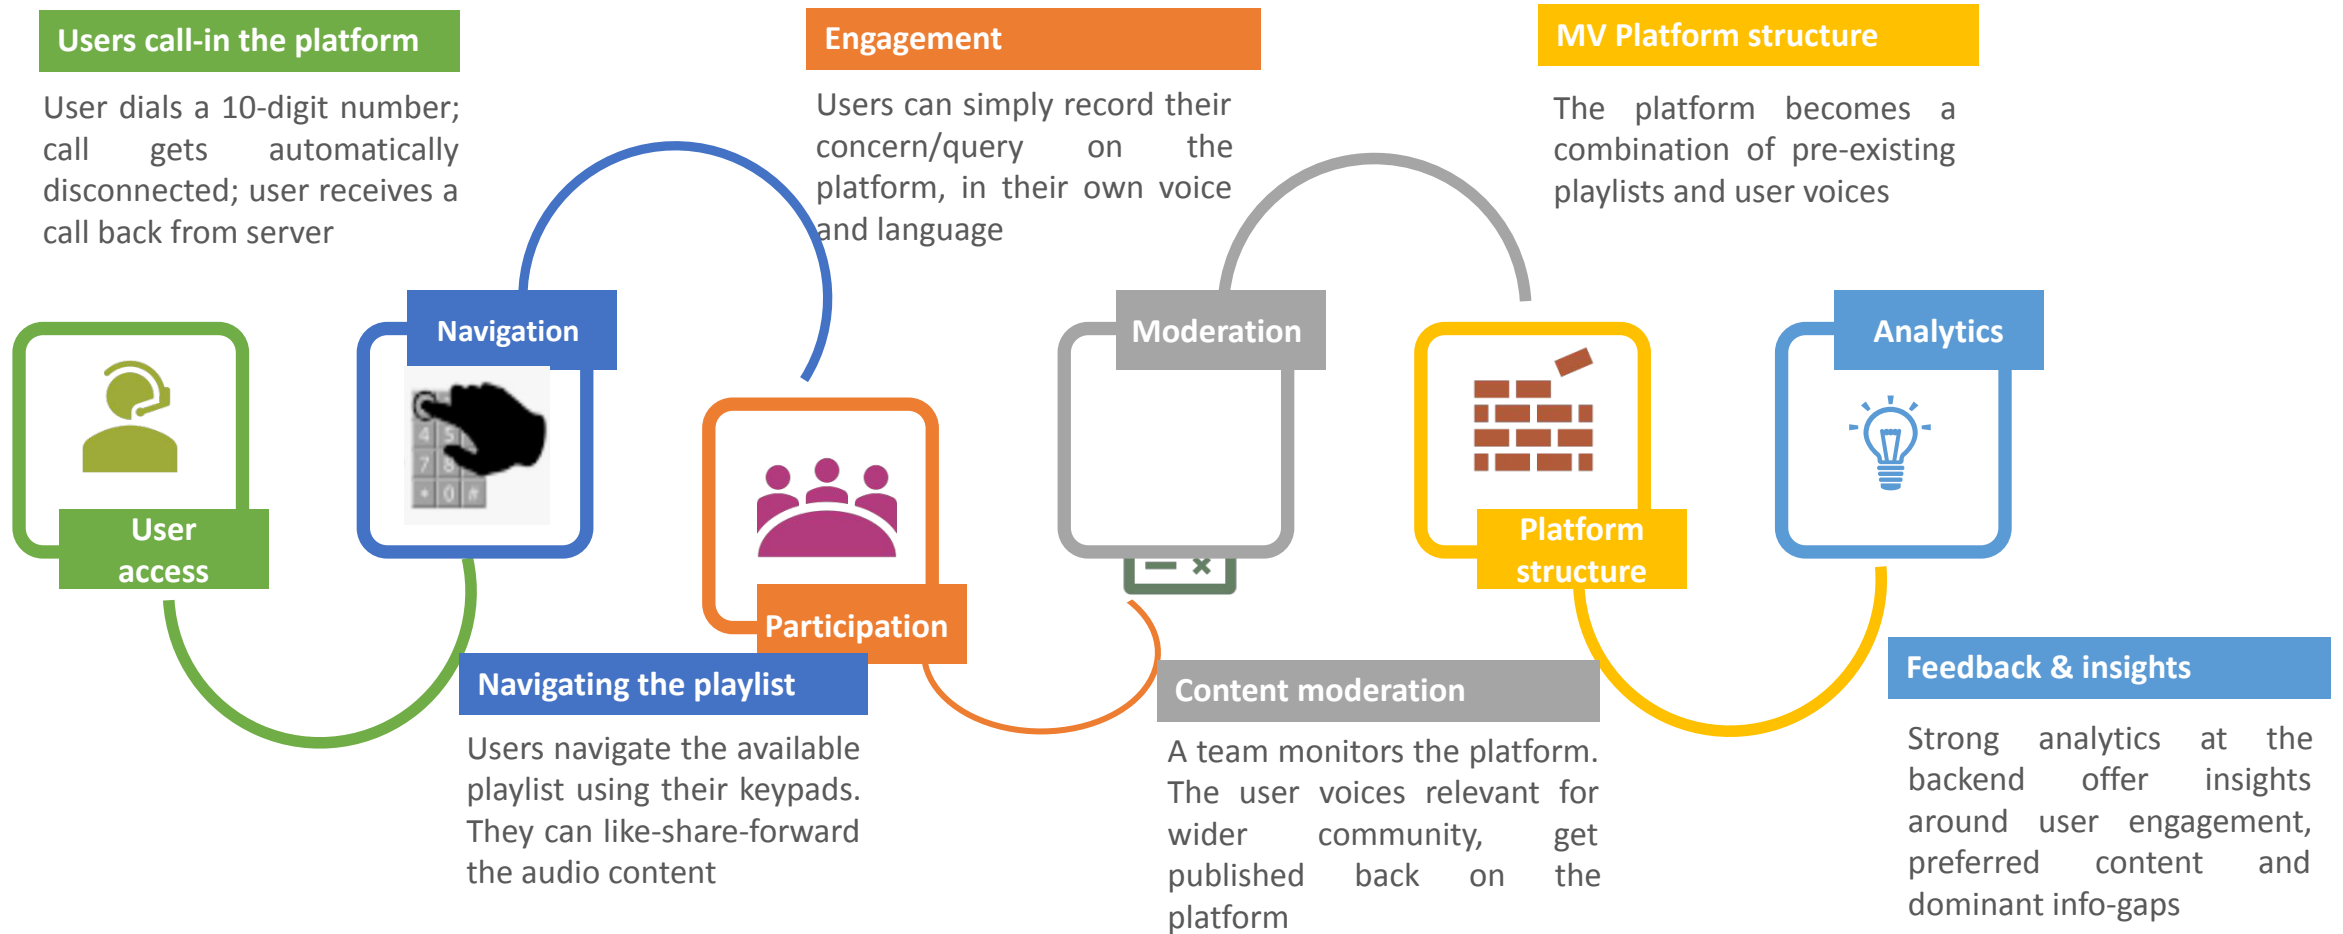 Users call-in the platform
User dials a 10-digit number;
call gets automatically
disconnected; user receives a
call back from server
Engagement
Users can simply record their
concern/query on the
platform, in their own voice
and language
MV Platform structure
The platform becomes a
combination of pre-existing
playlists and user voices
User
access
Navigation
4 5
7 8
* 0 #
Participation
Moderation
Platform
structure
Analytics
Navigating the playlist
Users navigate the available
playlist using their keypads.
They can like-share-forward
the audio content
Content moderation
A team monitors the platform.
The user voices relevant for
wider community, get
published back on the
platform
Feedback & insights
Strong analytics at the
backend offer insights
around user engagement,
preferred content and
dominant info-gaps